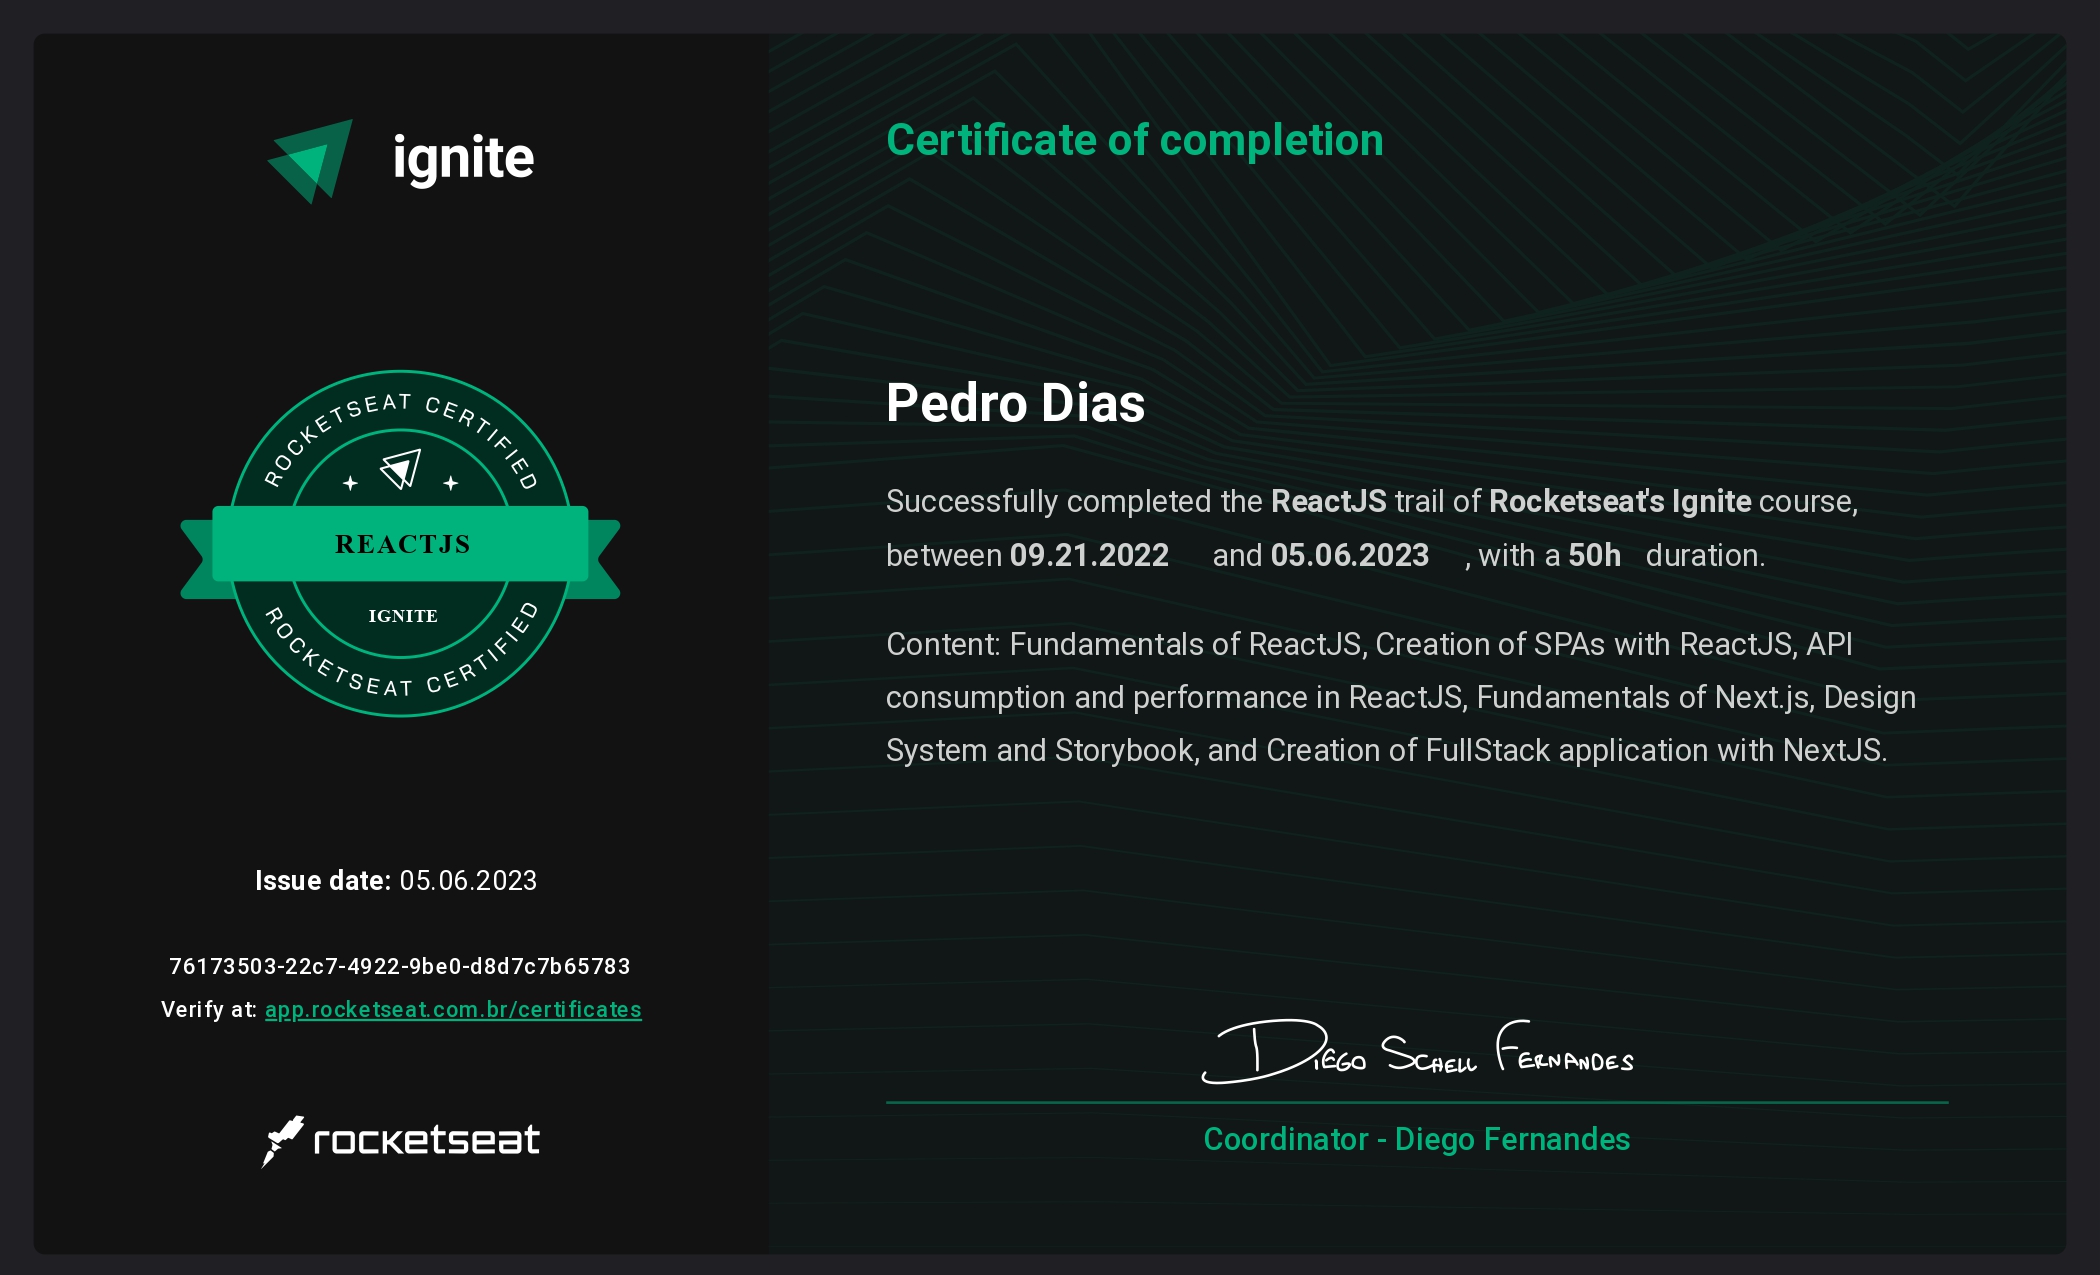 ignite
ROCKETSEAT CERTIFIED
REACTJS
IGNITE
ROCKETSEAT CERTIFIED
Issue date: 05.06.2023
76173503-22c7-4922-9be0-d8d7c7b65783
Verify at: app.rocketseat.com.br/certificates
rocketseat
Certificate of completion
Pedro Dias
Successfully completed the ReactJS trail of Rocketseat's Ignite course,
between 09.21.2022 and 05.06.2023 , with a 50h duration.
Content: Fundamentals of ReactJS, Creation of SPAs with ReactJS, API
consumption and performance in ReactJS, Fundamentals of Next.js, Design
System and Storybook, and Creation of FullStack application with NextJS.
DIEGO SCHELL FERNANDES
Coordinator - Diego Fernandes